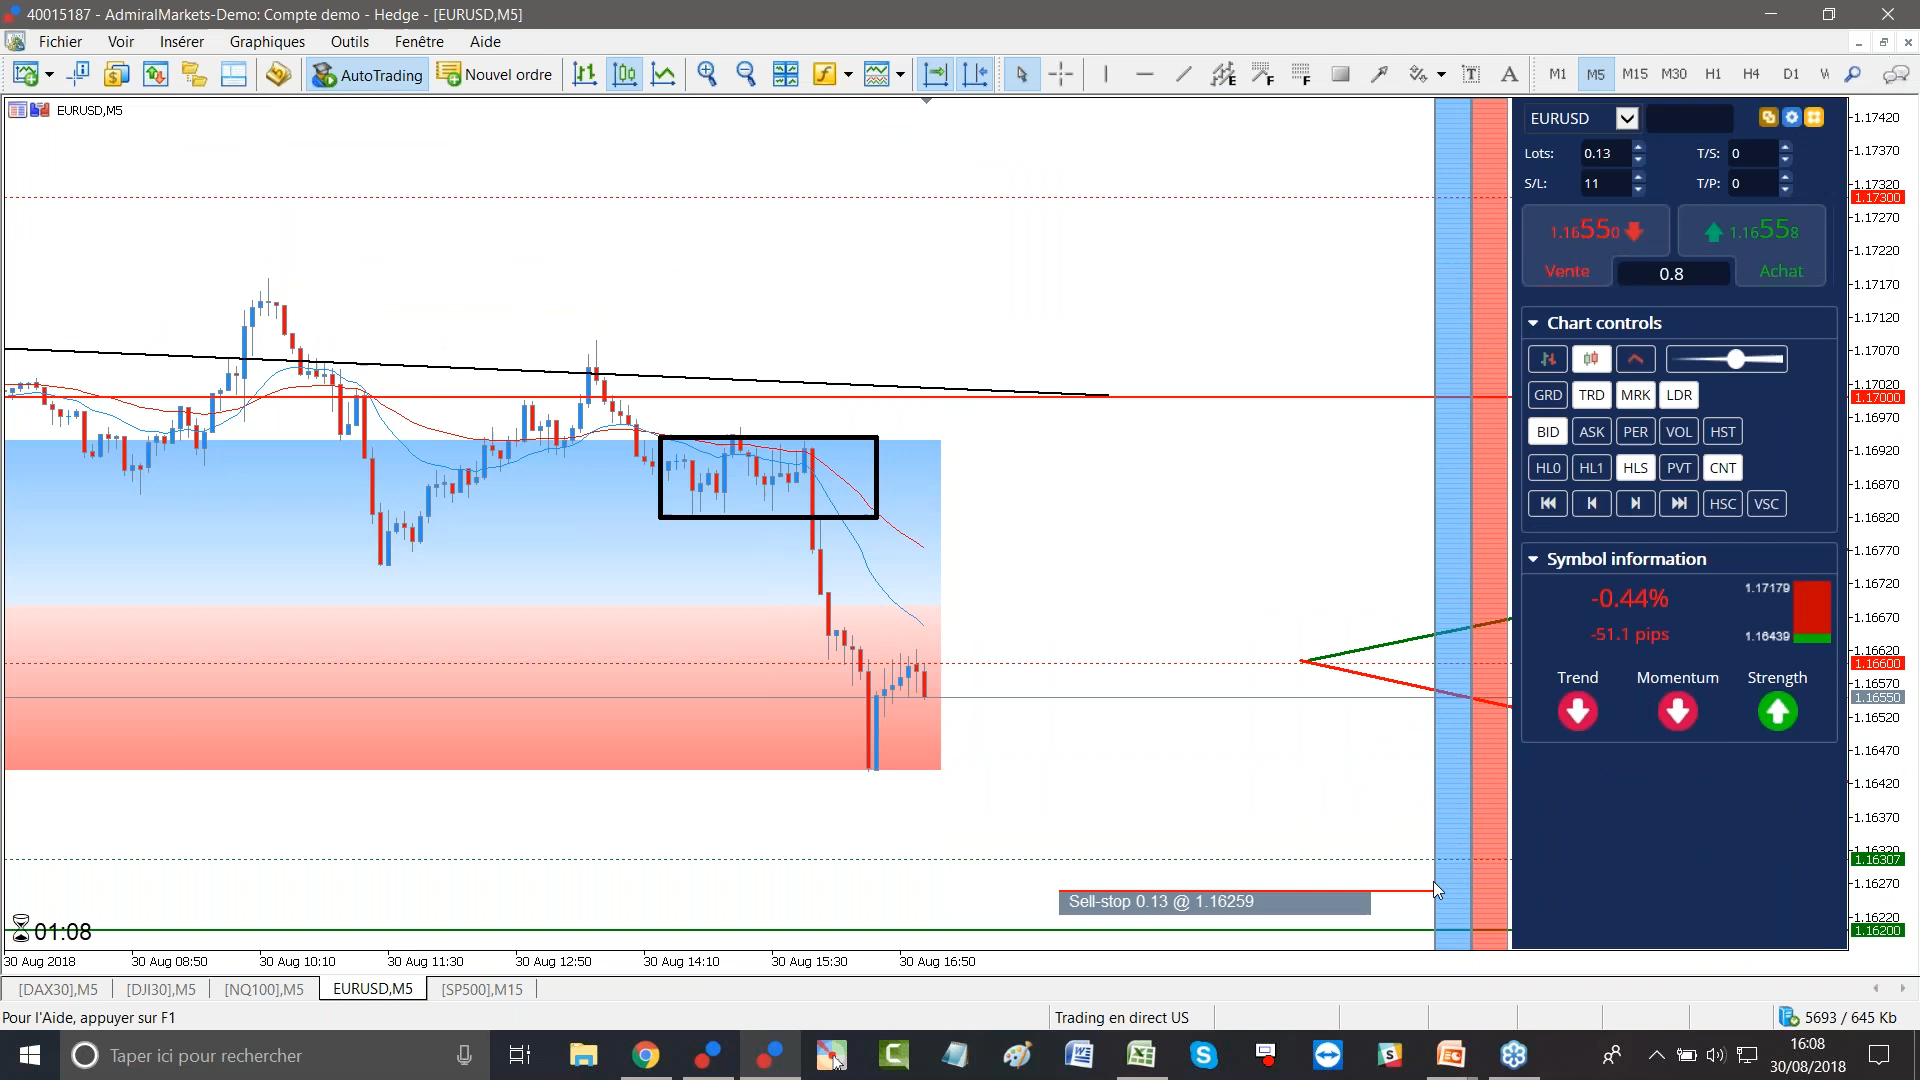 40015187 - AdmiralMarkets-Demo: Compte demo - Hedge - [EURUSD,M5]
Fichier Voir Insérer Graphiques Outils Fenêtre Aide
AutoTrading Nouvel ordre M1 M5 M15 M30 H1 H4 D1
EURUSD,M5
EURUSD
Lots: 0.13 T/S: 0
S/L: 11 T/P: 0
1.16550 1.16558
Vente 0.8 Achat
Chart controls
GRD TRD MRK LDR
BID ASK PER VOL HST
HL0 HL1 HLS PVT CNT
HSC VSC
Symbol information
-0.44% 1.17179
-51.1 pips 1.16439
Trend Momentum Strength
1.17420
1.17370
1.17320
1.17300
1.17270
1.17220
1.17170
1.17120
1.17070
1.17020
1.17000
1.16970
1.16920
1.16870
1.16820
1.16770
1.16720
1.16670
1.16620
1.16600
1.16570
1.16550
1.16520
1.16470
1.16420
1.16370
1.16320
1.16307
1.16270
1.16220
1.16200
Sell-stop 0.13 @ 1.16259
01:08
30 Aug 2018 30 Aug 08:50 30 Aug 10:10 30 Aug 11:30 30 Aug 12:50 30 Aug 14:10 30 Aug 15:30 30 Aug 16:50
[DAX30],M5 [DJI30],M5 [NQ100],M5 EURUSD,M5 [SP500],M15
Pour l'Aide, appuyer sur F1 Trading en direct US 5693 / 645 Kb
Taper ici pour rechercher
16:08
30/08/2018